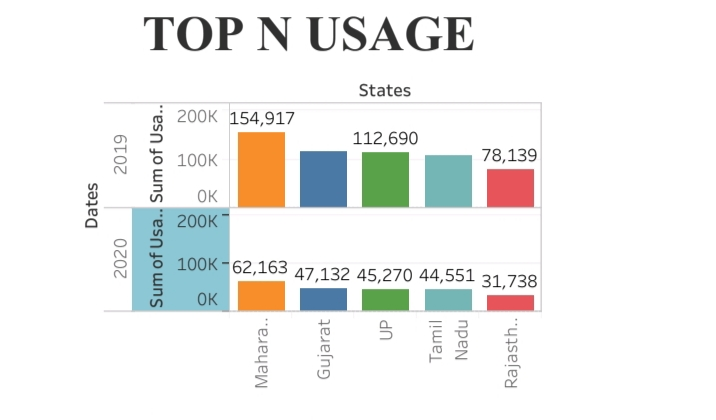 TOP N USAGE
States
Dates
2019
Sum of Usa..
200K
100K
0K
154,917
112,690
78,139
2020
Sum of Usa..
200K
100K
0K
62,163
47,132
45,270
44,551
31,738
Mahara..
Gujarat
UP
Tamil
Nadu
Rajasth..